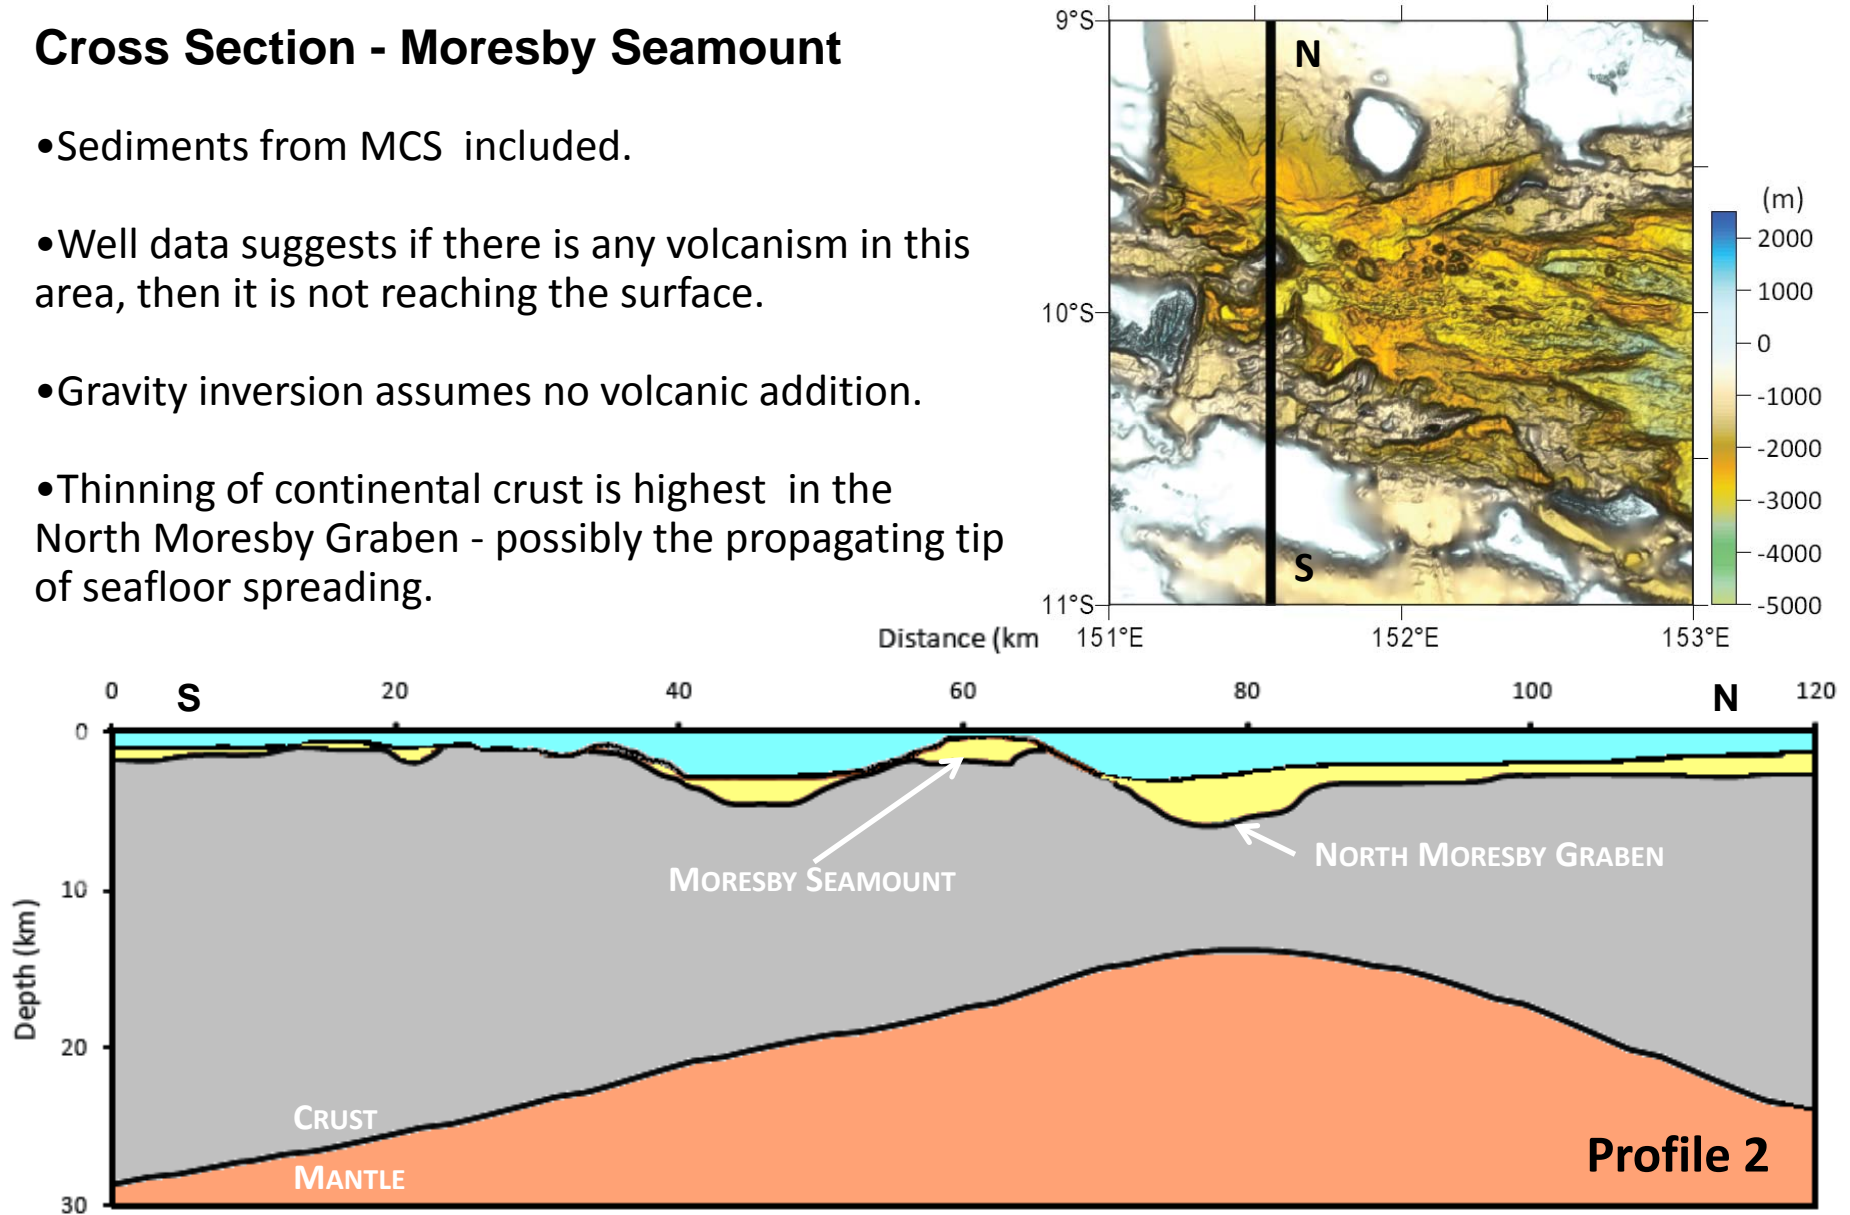 Cross Section - Moresby Seamount
•Sediments from MCS  included.
•Well data suggests if there is any volcanism in this
area, then it is not reaching the surface.
•Gravity inversion assumes no volcanic addition.
•Thinning of continental crust is highest  in the
North Moresby Graben - possibly the propagating tip
of seafloor spreading.
9°S
10°S
11°S
N
S
151°E
152°E
153°E
(m)
2000
1000
0
-1000
-2000
-3000
-4000
-5000
Distance (km
0
20
40
60
80
100
120
S
N
0
10
20
30
Depth (km)
MORESBY SEAMOUNT
NORTH MORESBY GRABEN
CRUST
MANTLE
Profile 2